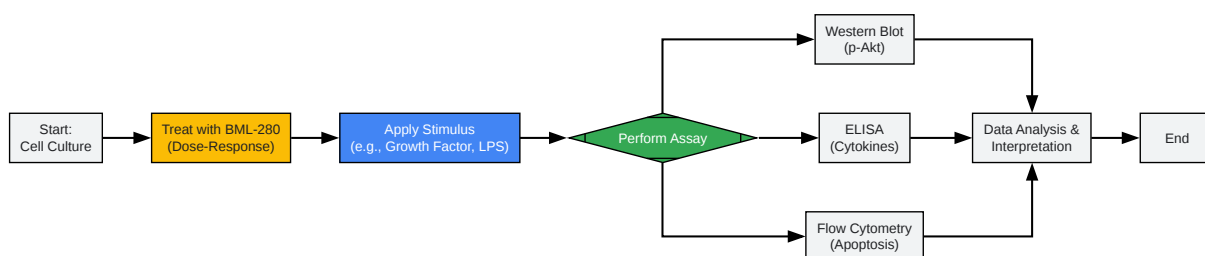 Start:
Cell Culture
Treat with BML-280
(Dose-Response)
Apply Stimulus
(e.g., Growth Factor, LPS)
Perform Assay
Western Blot
(p-Akt)
ELISA
(Cytokines)
Flow Cytometry
(Apoptosis)
Data Analysis &
Interpretation
End